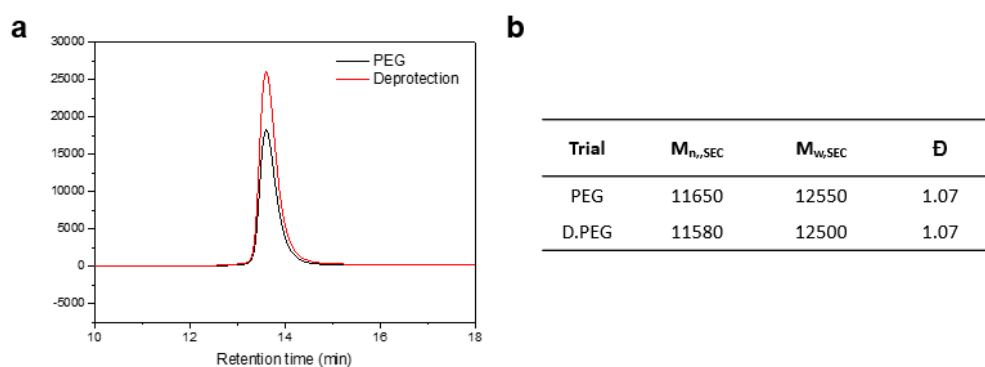 a
30000
25000
20000
15000
10000
5000
0
-5000
10 12 14 16 18
Retention time (min)
PEG
Deprotection
b
Trial Mn,,SEC Mw,SEC Đ
PEG 11650 12550 1.07
D.PEG 11580 12500 1.07